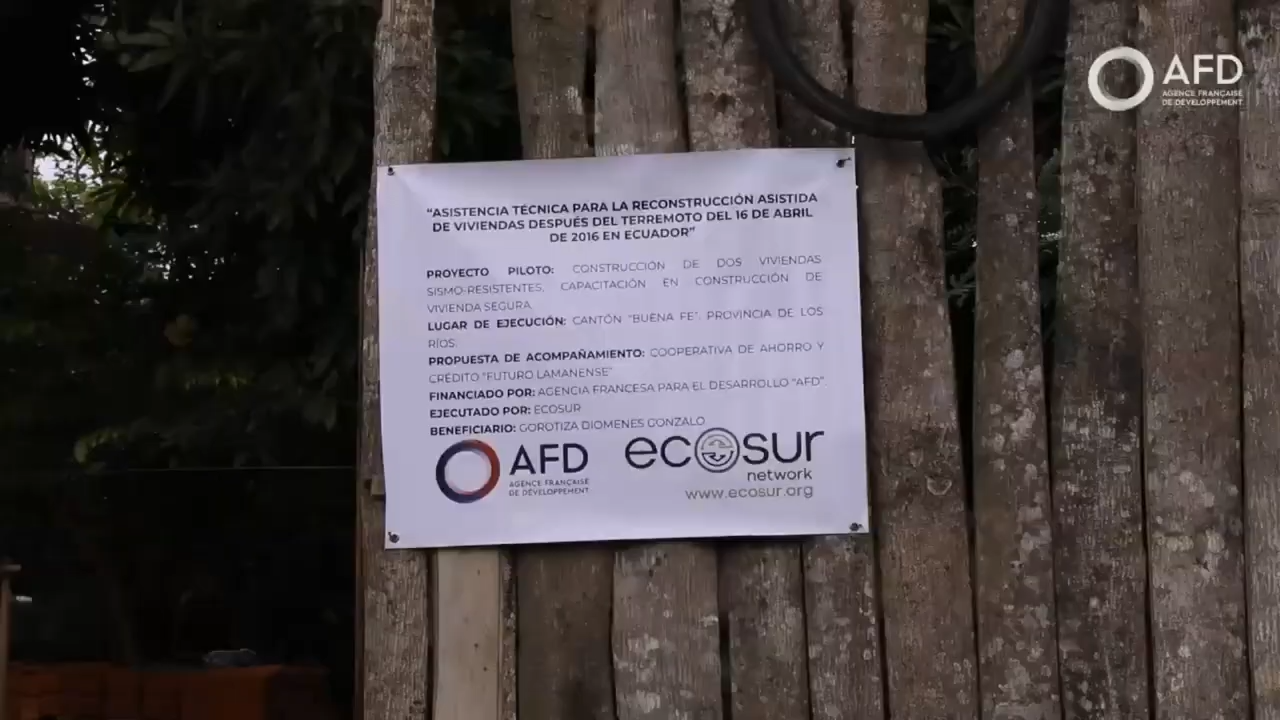 AFD
AGENCE FRANÇAISE
DE DÉVELOPPEMENT
“ASISTENCIA TÉCNICA PARA LA RECONSTRUCCIÓN ASISTIDA
DE VIVIENDAS DESPUÉS DEL TERREMOTO DEL 16 DE ABRIL
DE 2016 EN ECUADOR”
PROYECTO PILOTO: CONSTRUCCIÓN DE DOS VIVIENDAS
SISMO-RESISTENTES, CAPACITACIÓN EN CONSTRUCCIÓN DE
VIVIENDA SEGURA.
LUGAR DE EJECUCIÓN: CANTÓN “BUENA FE”. PROVINCIA DE LOS
RÍOS.
PROPUESTA DE ACOMPAÑAMIENTO: COOPERATIVA DE AHORRO Y
CRÉDITO “FUTURO LAMANENSE”
FINANCIADO POR: AGENCIA FRANCESA PARA EL DESARROLLO “AFD”.
EJECUTADO POR: ECOSUR
BENEFICIARIO: GOROTIZA DIOMENES GONZALO
AFD
AGENCE FRANÇAISE
DE DÉVELOPPEMENT
ecosur
network
www.ecosur.org